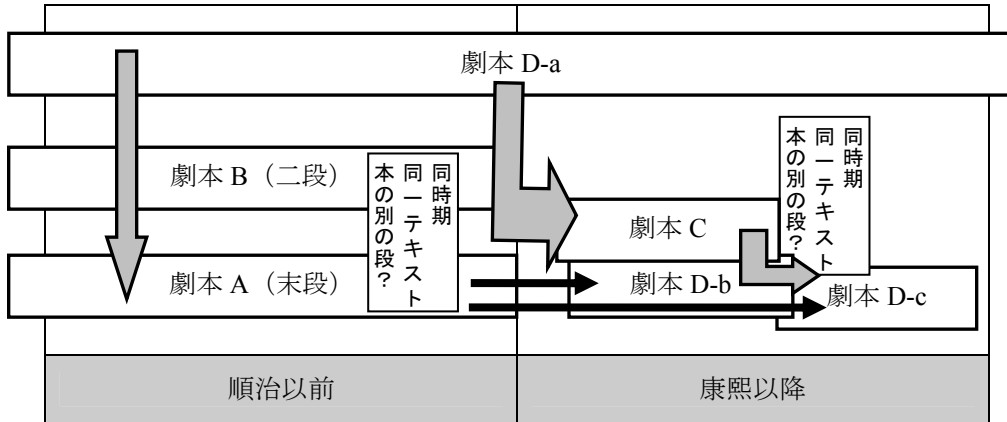 劇本 D-a
劇本 B（二段）
同時期
同一テキスト
本の別の段？
劇本 A（末段）
劇本 C
同時期
同一テキスト
本の別の段？
劇本 D-b
劇本 D-c
順治以前
康熙以降